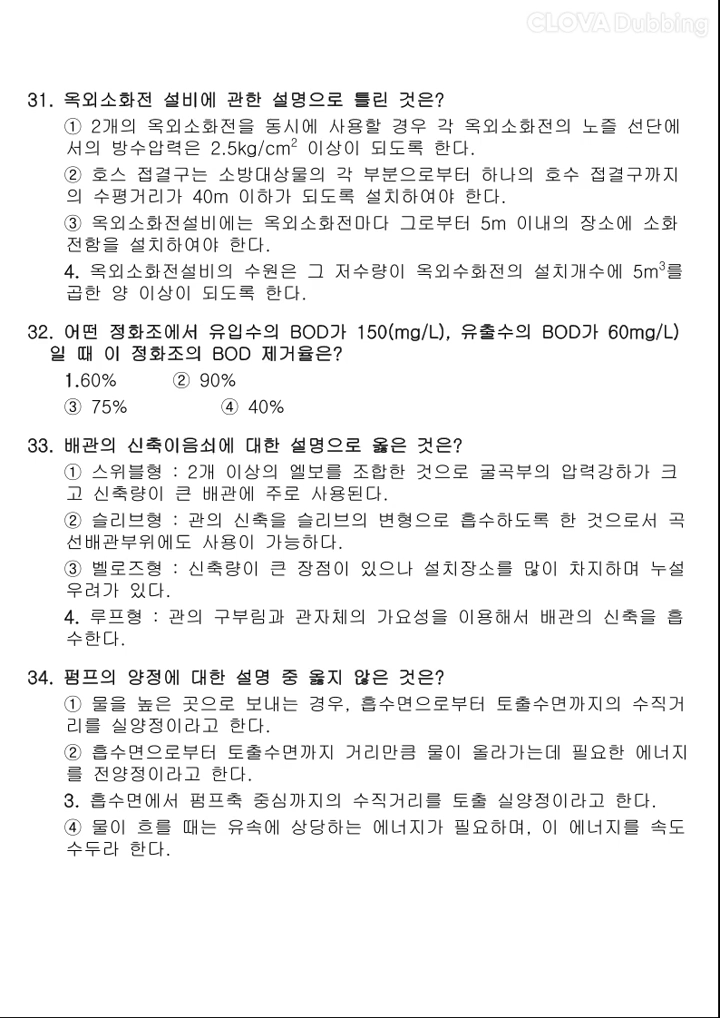 CLOVA Dubbing
31. 옥외소화전 설비에 관한 설명으로 틀린 것은?
① 2개의 옥외소화전을 동시에 사용할 경우 각 옥외소화전의 노즐 선단에
서의 방수압력은 2.5kg/cm² 이상이 되도록 한다.
② 호스 접결구는 소방대상물의 각 부분으로부터 하나의 호수 접결구까지
의 수평거리가 40m 이하가 되도록 설치하여야 한다.
③ 옥외소화전설비에는 옥외소화전마다 그로부터 5m 이내의 장소에 소화
전함을 설치하여야 한다.
4. 옥외소화전설비의 수원은 그 저수량이 옥외수화전의 설치개수에 5m³를
곱한 양 이상이 되도록 한다.
32. 어떤 정화조에서 유입수의 BOD가 150(mg/L), 유출수의 BOD가 60mg/L)
일 때 이 정화조의 BOD 제거율은?
1.60% ② 90%
③ 75% ④ 40%
33. 배관의 신축이음쇠에 대한 설명으로 옳은 것은?
① 스위블형 : 2개 이상의 엘보를 조합한 것으로 굴곡부의 압력강하가 크
고 신축량이 큰 배관에 주로 사용된다.
② 슬리브형 : 관의 신축을 슬리브의 변형으로 흡수하도록 한 것으로서 곡
선배관부위에도 사용이 가능하다.
③ 벨로즈형 : 신축량이 큰 장점이 있으나 설치장소를 많이 차지하며 누설
우려가 있다.
4. 루프형 : 관의 구부림과 관자체의 가요성을 이용해서 배관의 신축을 흡
수한다.
34. 펌프의 양정에 대한 설명 중 옳지 않은 것은?
① 물을 높은 곳으로 보내는 경우, 흡수면으로부터 토출수면까지의 수직거
리를 실양정이라고 한다.
② 흡수면으로부터 토출수면까지 거리만큼 물이 올라가는데 필요한 에너지
를 전양정이라고 한다.
3. 흡수면에서 펌프축 중심까지의 수직거리를 토출 실양정이라고 한다.
④ 물이 흐를 때는 유속에 상당하는 에너지가 필요하며, 이 에너지를 속도
수두라 한다.